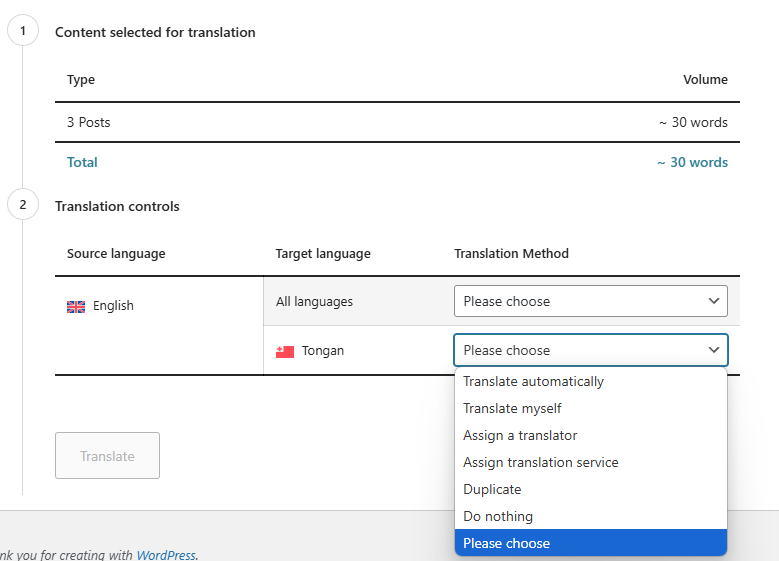 1
Content selected for translation
Type Volume
3 Posts ~ 30 words
Total ~ 30 words
2
Translation controls
Source language Target language Translation Method
English All languages Please choose
Tongan Please choose
Translate automatically
Translate myself
Assign a translator
Assign translation service
Duplicate
Do nothing
Please choose
Translate
nk you for creating with WordPress.